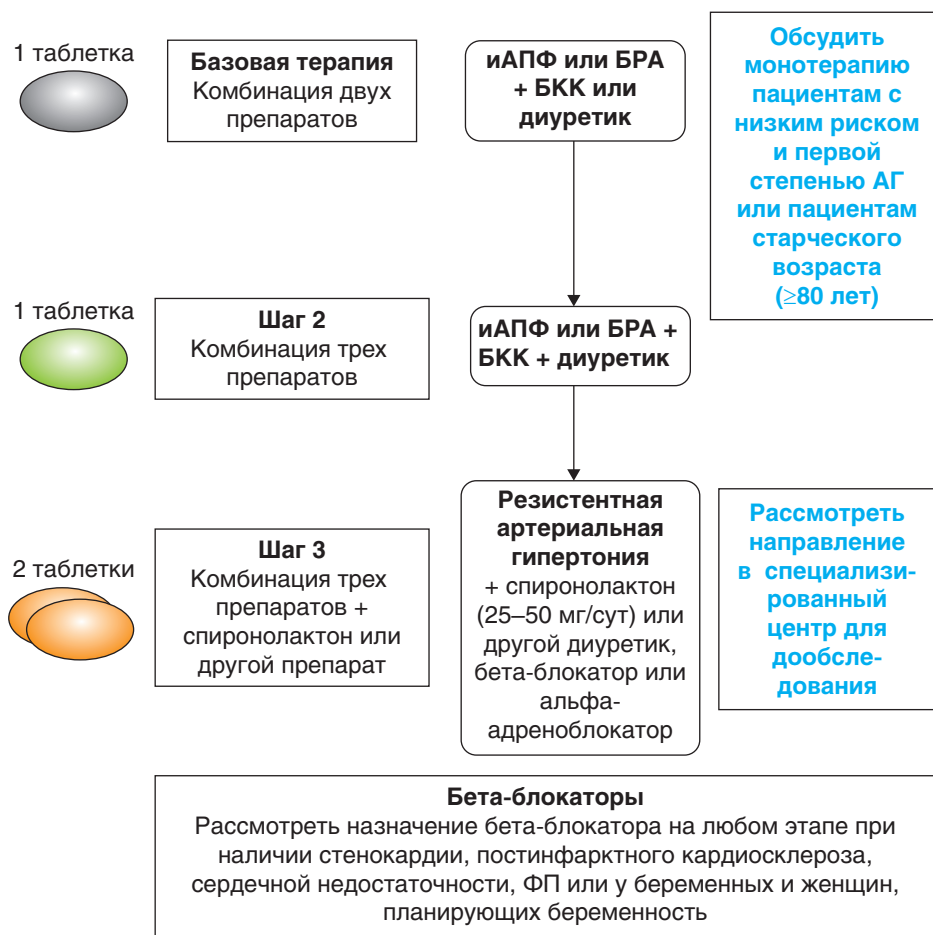 1 таблетка
Базовая терапия
Комбинация двух
препаратов
иАПФ или БРА
+ БКК или
диуретик
Обсудить
монотерапию
пациентам с
низким риском
и первой
степенью АГ
или пациентам
старческого
возраста
(≥80 лет)
1 таблетка
Шаг 2
Комбинация трех
препаратов
иАПФ или БРА +
БКК + диуретик
2 таблетки
Шаг 3
Комбинация трех
препаратов +
спиронолактон или
другой препарат
Резистентная
артериальная
гипертония
+ спиронолактон
(25–50 мг/сут) или
другой диуретик,
бета-блокатор или
альфа-
адреноблокатор
Рассмотреть
направление
в специализи-
рованный
центр для
дообсле-
дования
Бета-блокаторы
Рассмотреть назначение бета-блокатора на любом этапе при
наличии стенокардии, постинфарктного кардиосклероза,
сердечной недостаточности, ФП или у беременных и женщин,
планирующих беременность